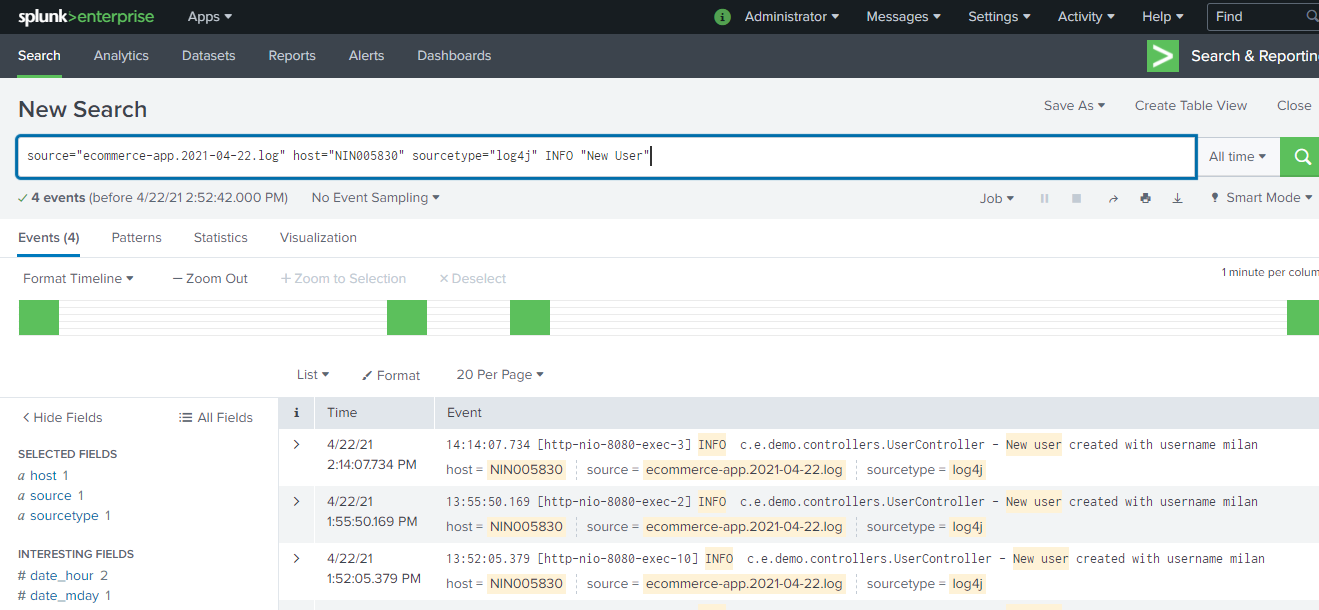 splunk>enterprise Apps i Administrator Messages Settings Activity Help Find
Search Analytics Datasets Reports Alerts Dashboards > Search & Reportin
New Search Save As Create Table View Close
source="ecommerce-app.2021-04-22.log" host="NIN005830" sourcetype="log4j" INFO "New User" All time
4 events (before 4/22/21 2:52:42.000 PM) No Event Sampling Job Smart Mode
Events (4) Patterns Statistics Visualization
Format Timeline — Zoom Out + Zoom to Selection × Deselect 1 minute per colum
List Format 20 Per Page
< Hide Fields All Fields i Time Event
SELECTED FIELDS
a host 1
a source 1
a sourcetype 1
INTERESTING FIELDS
# date_hour 2
# date_mday 1
> 4/22/21 14:14:07.734 [http-nio-8080-exec-3] INFO c.e.demo.controllers.UserController - New user created with username milan
2:14:07.734 PM host = NIN005830 source = ecommerce-app.2021-04-22.log sourcetype = log4j
> 4/22/21 13:55:50.169 [http-nio-8080-exec-2] INFO c.e.demo.controllers.UserController - New user created with username milan
1:55:50.169 PM host = NIN005830 source = ecommerce-app.2021-04-22.log sourcetype = log4j
> 4/22/21 13:52:05.379 [http-nio-8080-exec-10] INFO c.e.demo.controllers.UserController - New user created with username milan
1:52:05.379 PM host = NIN005830 source = ecommerce-app.2021-04-22.log sourcetype = log4j